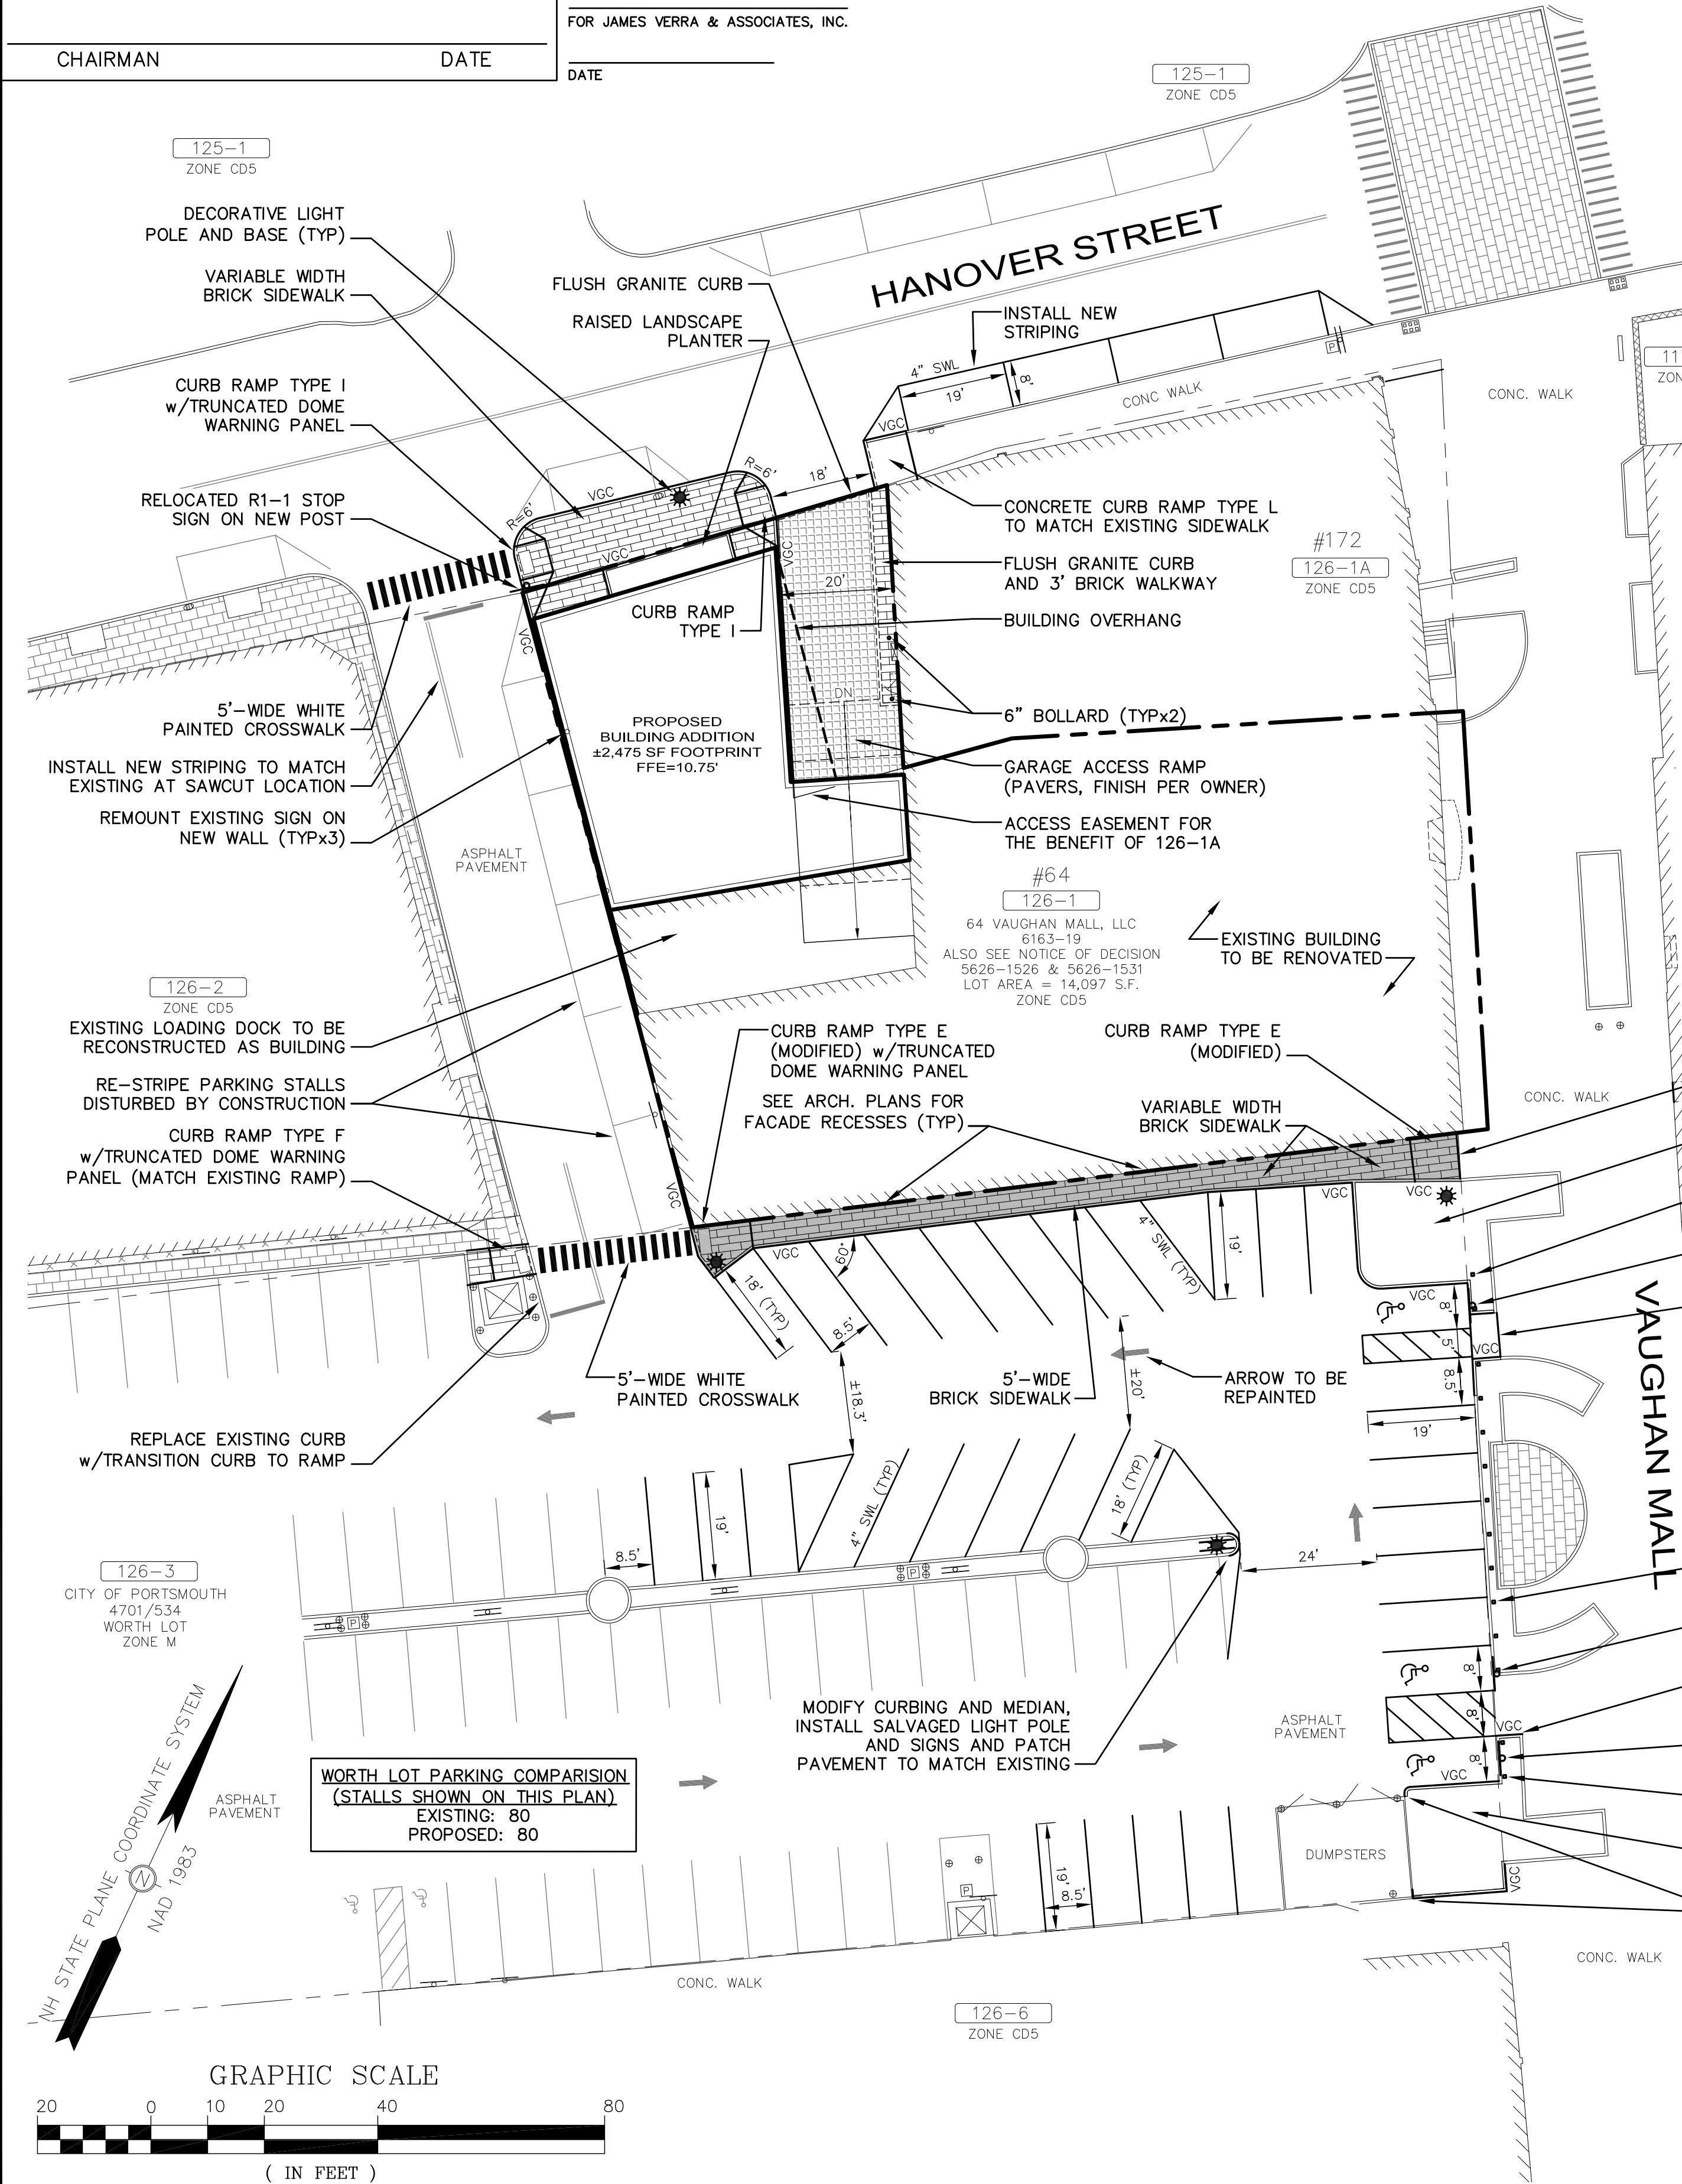 CHAIRMAN
DATE
FOR JAMES VERRA & ASSOCIATES, INC.
DATE
125-1
ZONE CD5
125-1
ZONE CD5
DECORATIVE LIGHT
POLE AND BASE (TYP)
VARIABLE WIDTH
BRICK SIDEWALK
FLUSH GRANITE CURB
HANOVER STREET
RAISED LANDSCAPE
PLANTER
INSTALL NEW
STRIPING
CURB RAMP TYPE I
w/TRUNCATED DOME
WARNING PANEL
4" SWL
19'
8'
CONC WALK
P
CONC. WALK
11
ZON
VGC
RELOCATED R1-1 STOP
SIGN ON NEW POST
R=6'
VGC
R=6'
18'
VGC
VGC
CONCRETE CURB RAMP TYPE L
TO MATCH EXISTING SIDEWALK
#172
126-1A
ZONE CD5
FLUSH GRANITE CURB
AND 3' BRICK WALKWAY
20'
CURB RAMP
TYPE I
BUILDING OVERHANG
VGC
5'-WIDE WHITE
PAINTED CROSSWALK
DN
6" BOLLARD (TYPx2)
PROPOSED
BUILDING ADDITION
±2,475 SF FOOTPRINT
FFE=10.75'
INSTALL NEW STRIPING TO MATCH
EXISTING AT SAWCUT LOCATION
GARAGE ACCESS RAMP
(PAVERS, FINISH PER OWNER)
REMOUNT EXISTING SIGN ON
NEW WALL (TYPx3)
ACCESS EASEMENT FOR
THE BENEFIT OF 126-1A
ASPHALT
PAVEMENT
#64
126-1
64 VAUGHAN MALL, LLC
6163-19
ALSO SEE NOTICE OF DECISION
5626-1526 & 5626-1531
LOT AREA = 14,097 S.F.
ZONE CD5
EXISTING BUILDING
TO BE RENOVATED
126-2
ZONE CD5
EXISTING LOADING DOCK TO BE
RECONSTRUCTED AS BUILDING
CURB RAMP TYPE E
(MODIFIED) w/TRUNCATED
DOME WARNING PANEL
CURB RAMP TYPE E
(MODIFIED)
RE-STRIPE PARKING STALLS
DISTURBED BY CONSTRUCTION
SEE ARCH. PLANS FOR
FACADE RECESSES (TYP)
VARIABLE WIDTH
BRICK SIDEWALK
CONC. WALK
CURB RAMP TYPE F
w/TRUNCATED DOME WARNING
PANEL (MATCH EXISTING RAMP)
VGC
VGC
VGC
VGC
60°
4" SWL (TYP)
19'
18' (TYP)
8.5'
VGC
8'
5'
VGC
8.5'
19'
VAUGHAN MALL
5'-WIDE WHITE
PAINTED CROSSWALK
±18.3'
±20'
5'-WIDE
BRICK SIDEWALK
ARROW TO BE
REPAINTED
REPLACE EXISTING CURB
w/TRANSITION CURB TO RAMP
19'
8.5'
4" SWL (TYP)
18' (TYP)
24'
P
P
126-3
CITY OF PORTSMOUTH
4701/534
WORTH LOT
ZONE M
8'
8'
VGC
8'
VGC
MODIFY CURBING AND MEDIAN,
INSTALL SALVAGED LIGHT POLE
AND SIGNS AND PATCH
PAVEMENT TO MATCH EXISTING
ASPHALT
PAVEMENT
NH STATE PLANE COORDINATE SYSTEM
N
NAD 1983
ASPHALT
PAVEMENT
WORTH LOT PARKING COMPARISION
(STALLS SHOWN ON THIS PLAN)
EXISTING: 80
PROPOSED: 80
DUMPSTERS
VGC
P
19'
8.5'
CONC. WALK
CONC. WALK
126-6
ZONE CD5
GRAPHIC SCALE
20 0 10 20 40 80
( IN FEET )